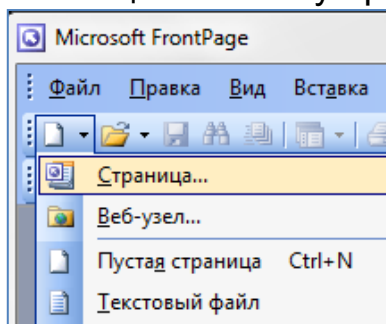 Microsoft FrontPage
Файл Правка Вид Вставка
Страница...
Веб-узел...
Пустая страница Ctrl+N
Текстовый файл